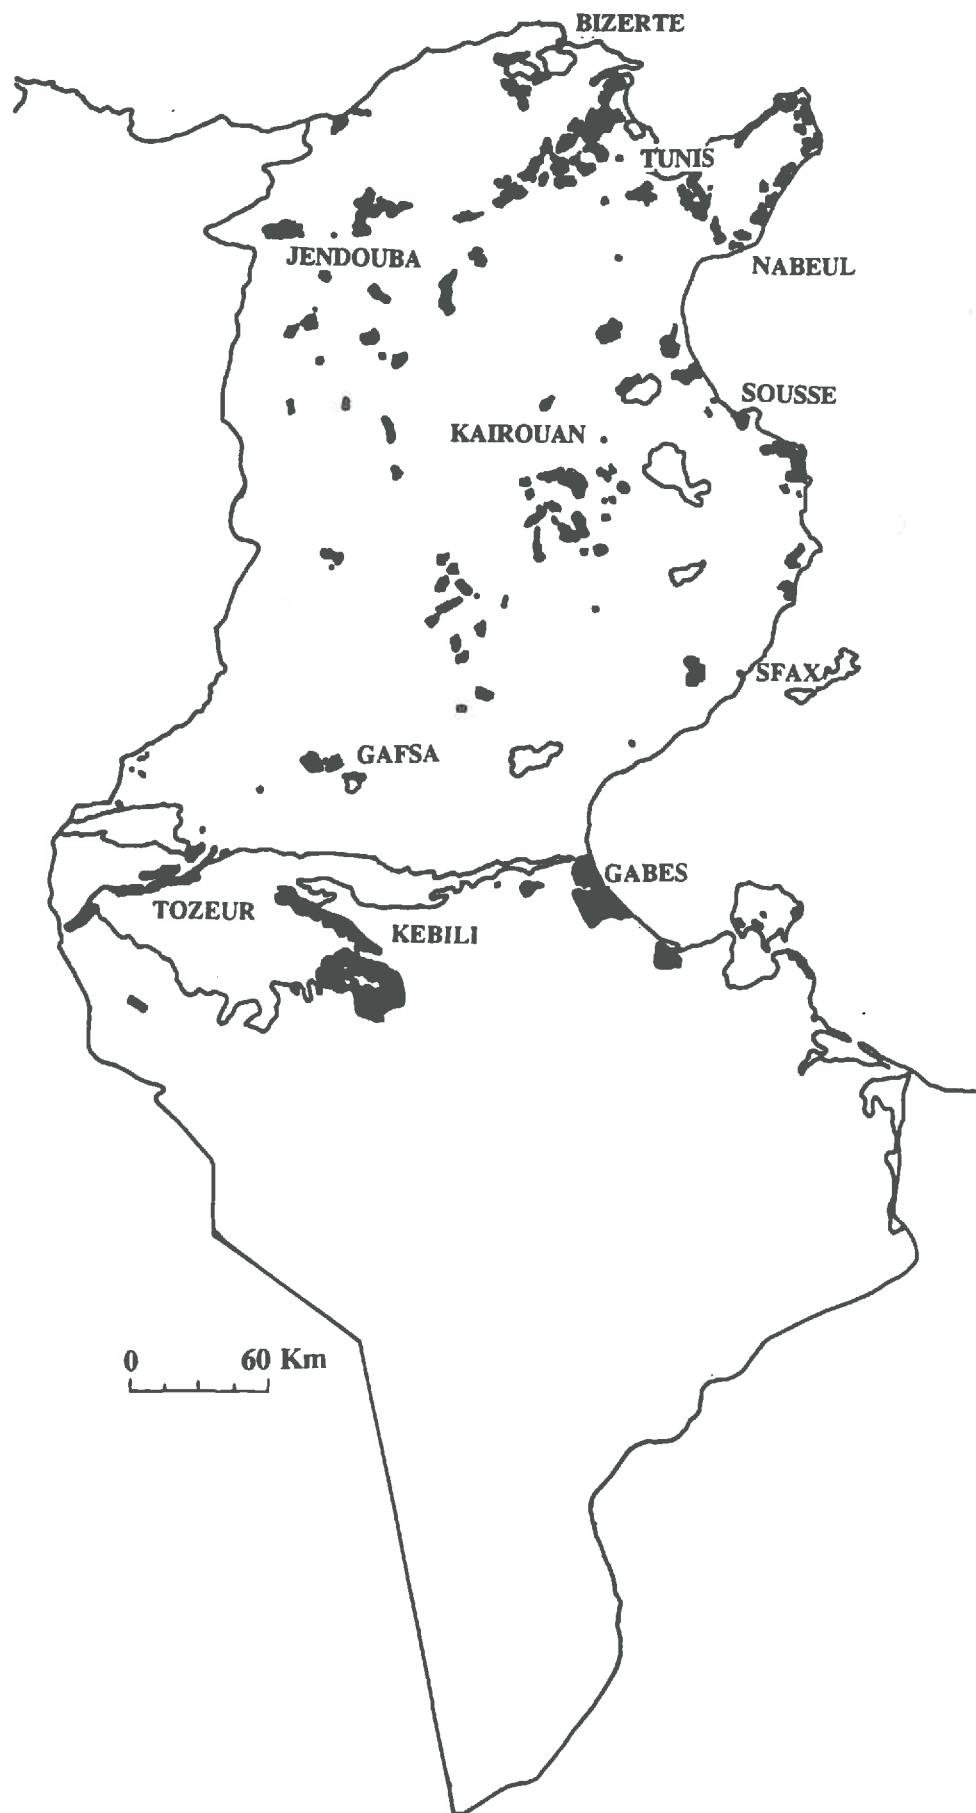 BIZERTE
TUNIS
JENDOUBA
NABEUL
SOUSSE
KAIROUAN
SFAX
GAFSA
GABES
TOZEUR
KEBILI
0 60 Km